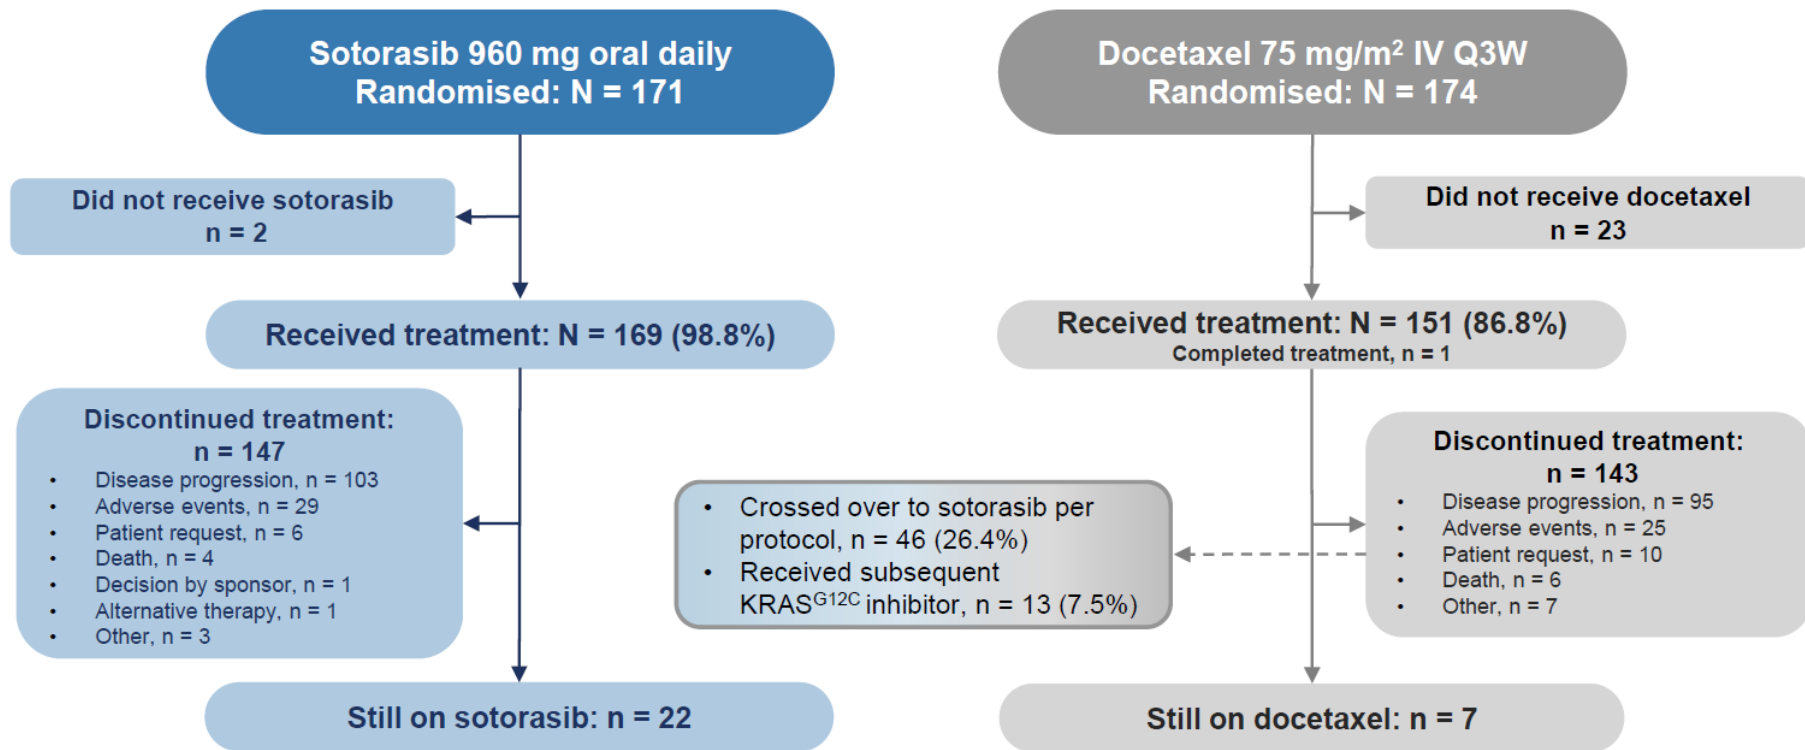 Sotorasib 960 mg oral daily
Randomised: N = 171
Docetaxel 75 mg/m² IV Q3W
Randomised: N = 174
Did not receive sotorasib
n = 2
Did not receive docetaxel
n = 23
Received treatment: N = 169 (98.8%)
Received treatment: N = 151 (86.8%)
Completed treatment, n = 1
Discontinued treatment:
n = 147
• Disease progression, n = 103
• Adverse events, n = 29
• Patient request, n = 6
• Death, n = 4
• Decision by sponsor, n = 1
• Alternative therapy, n = 1
• Other, n = 3
• Crossed over to sotorasib per
protocol, n = 46 (26.4%)
• Received subsequent
KRASᴳ¹²ᶜ inhibitor, n = 13 (7.5%)
Discontinued treatment:
n = 143
• Disease progression, n = 95
• Adverse events, n = 25
• Patient request, n = 10
• Death, n = 6
• Other, n = 7
Still on sotorasib: n = 22
Still on docetaxel: n = 7